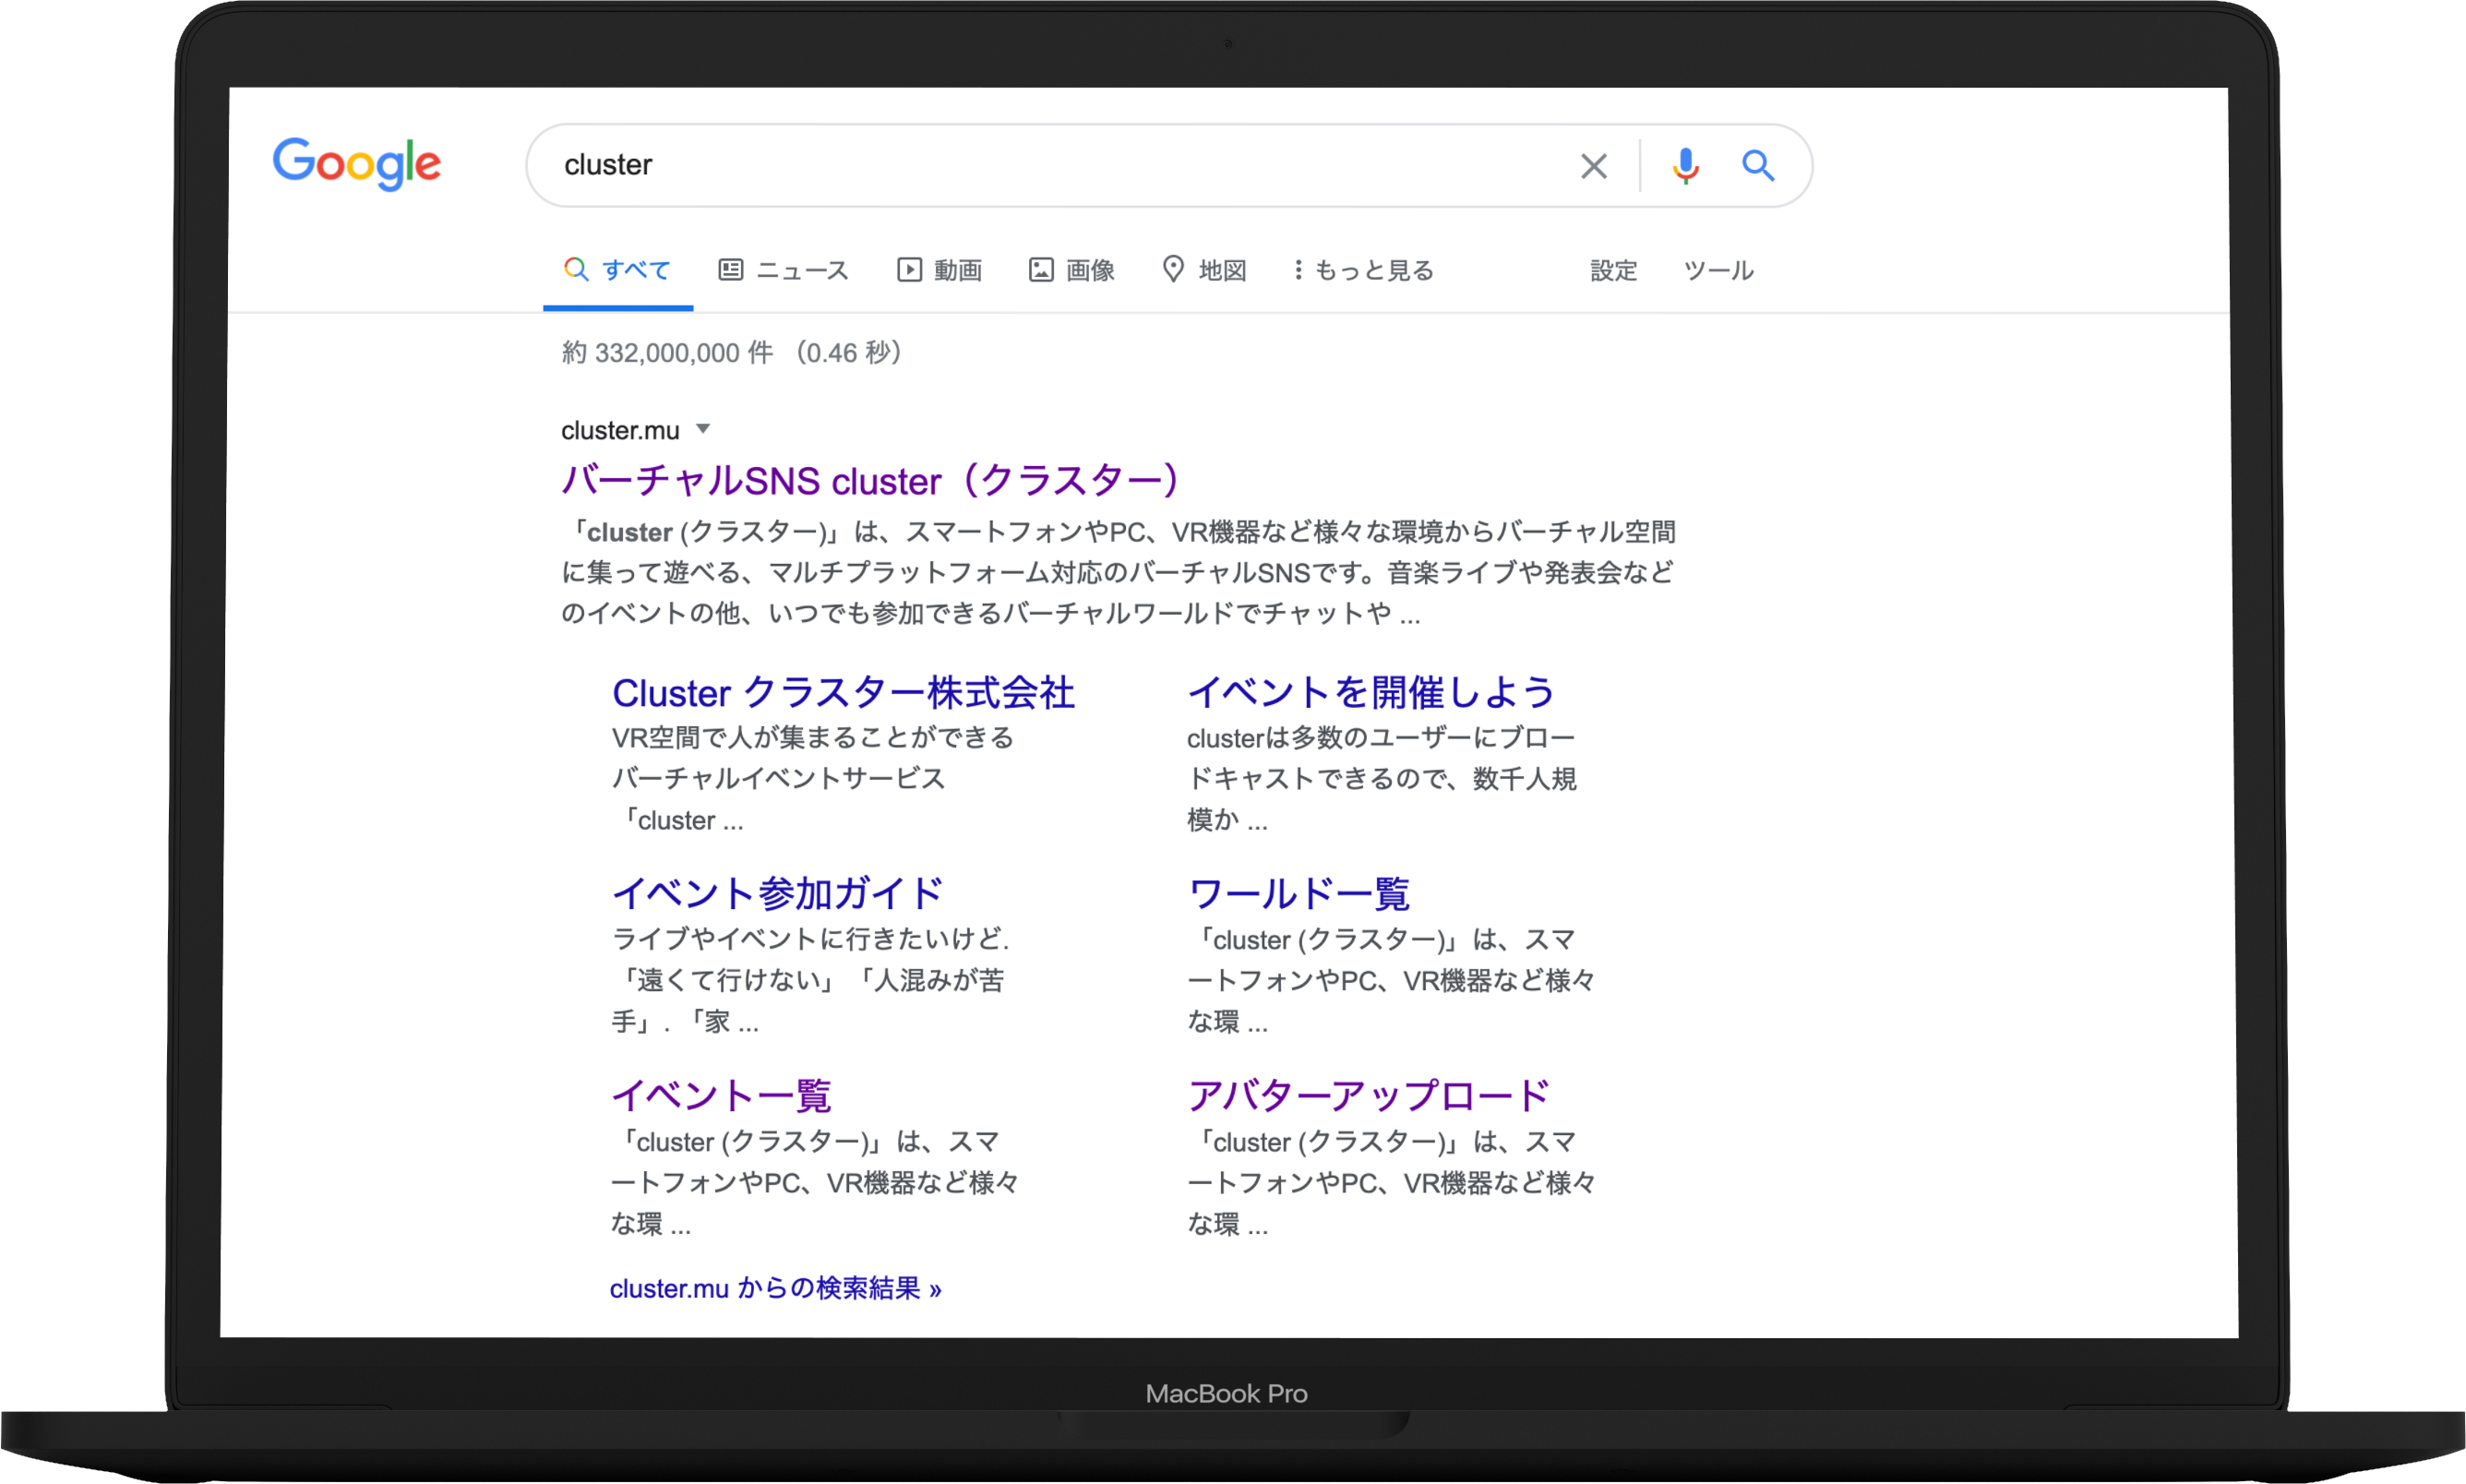 Google
cluster
すべて ニュース 動画 画像 地図 もっと見る 設定 ツール
約 332,000,000 件 （0.46 秒）
cluster.mu
バーチャルSNS cluster（クラスター）
「cluster (クラスター)」は、スマートフォンやPC、VR機器など様々な環境からバーチャル空間
に集って遊べる、マルチプラットフォーム対応のバーチャルSNSです。音楽ライブや発表会など
のイベントの他、いつでも参加できるバーチャルワールドでチャットや ...
Cluster クラスター株式会社
VR空間で人が集まることができる
バーチャルイベントサービス
「cluster ...
イベントを開催しよう
clusterは多数のユーザーにブロー
ドキャストできるので、数千人規
模か ...
イベント参加ガイド
ライブやイベントに行きたいけど.
「遠くて行けない」 「人混みが苦
手」. 「家 ...
ワールド一覧
「cluster (クラスター)」は、スマ
ートフォンやPC、VR機器など様々
な環 ...
イベント一覧
「cluster (クラスター)」は、スマ
ートフォンやPC、VR機器など様々
な環 ...
アバターアップロード
「cluster (クラスター)」は、スマ
ートフォンやPC、VR機器など様々
な環 ...
cluster.mu からの検索結果 »
MacBook Pro